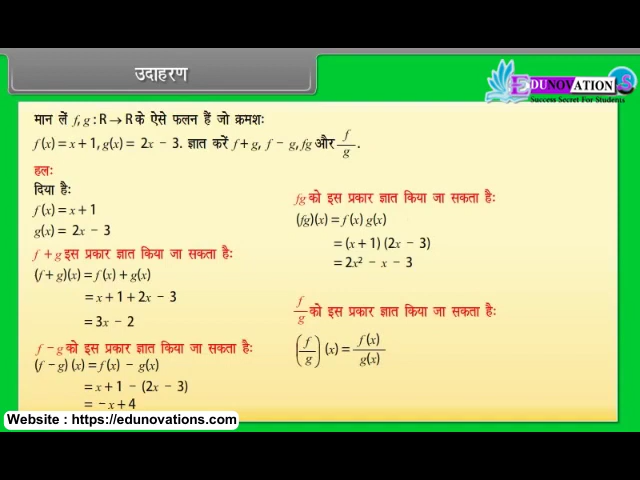 उदाहरण
EDUNOVATIONS
Success Secret For Students
मान लें f, g : R → R के ऐसे फलन हैं जो क्रमशः
f (x) = x + 1, g(x) = 2x − 3. ज्ञात करें f + g, f − g, fg और f/g .
हलः
दिया हैः
f (x) = x + 1
g(x) = 2x − 3
f + g इस प्रकार ज्ञात किया जा सकता हैः
(f + g)(x) = f (x) + g(x)
= x + 1 + 2x − 3
= 3x − 2
f − g को इस प्रकार ज्ञात किया जा सकता हैः
(f − g) (x) = f(x) − g(x)
= x + 1 − (2x − 3)
= − x + 4
fg को इस प्रकार ज्ञात किया जा सकता हैः
(fg)(x) = f (x) g(x)
= (x + 1) (2x − 3)
= 2x² − x − 3
f/g को इस प्रकार ज्ञात किया जा सकता हैः
(f/g) (x) = f(x)/g(x)
Website : https://edunovations.com